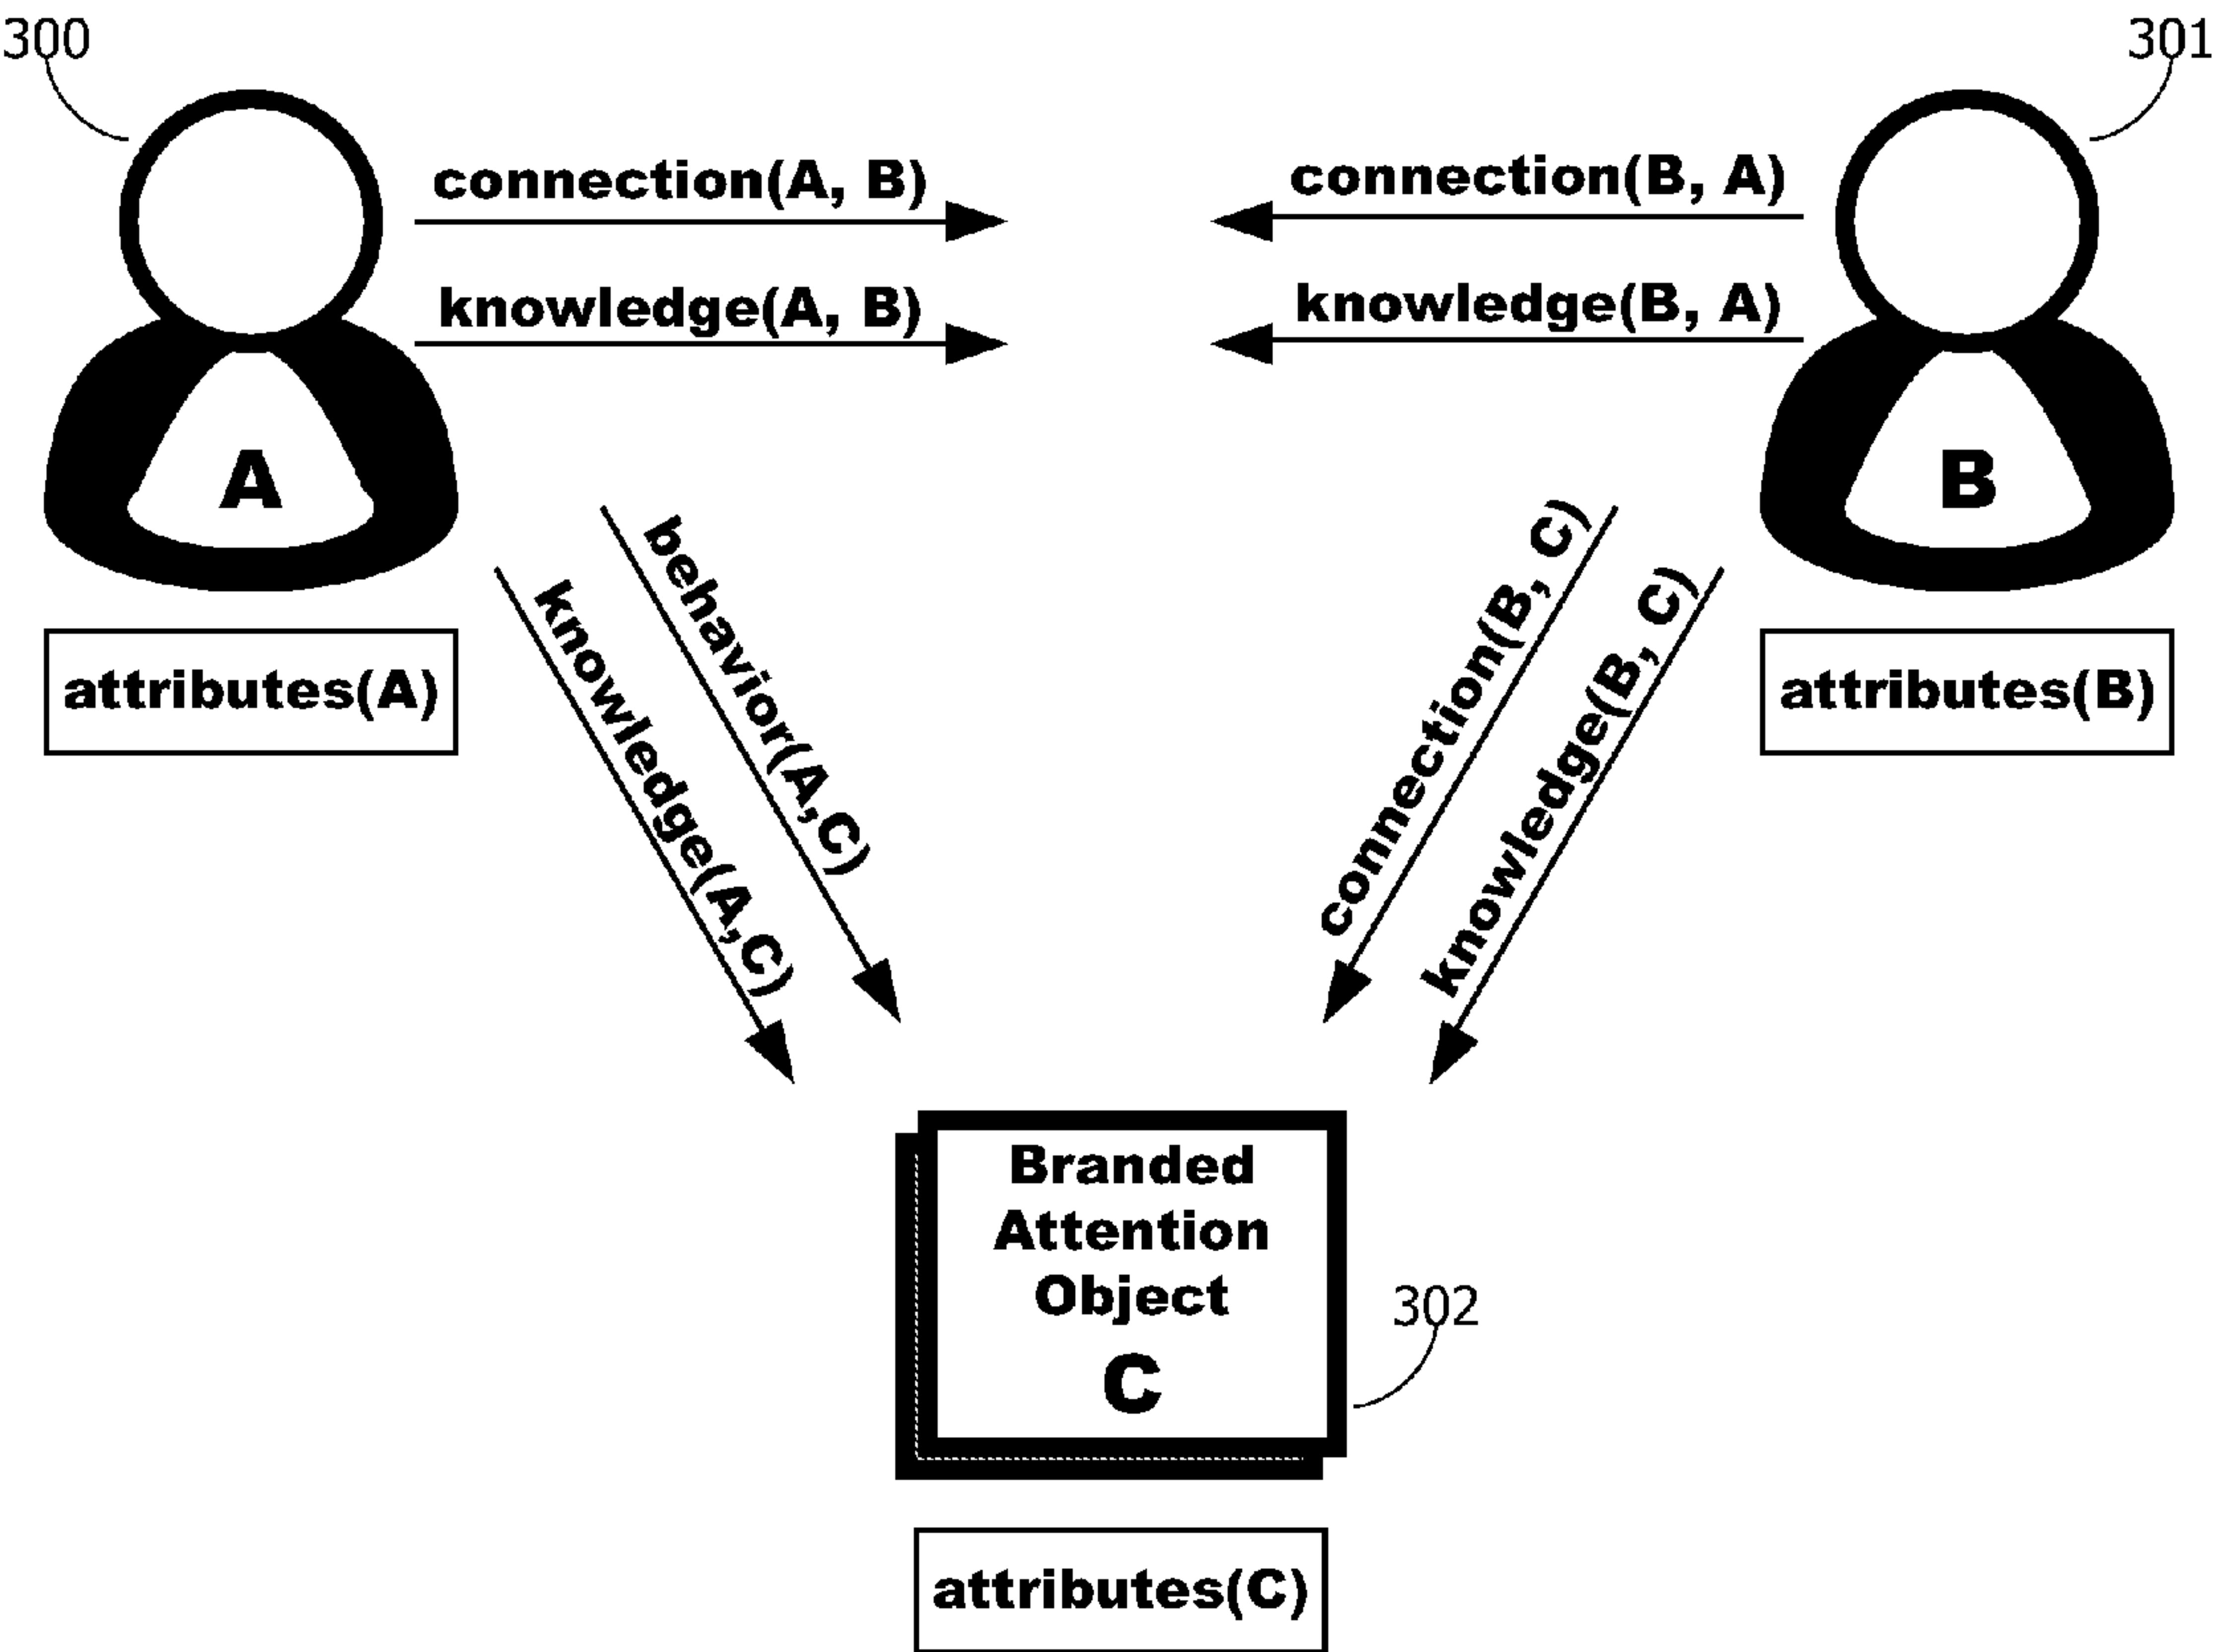 300
301
connection(A, B)
connection(B, A)
knowledge(A, B)
knowledge(B, A)
A
B
behavior(A,C)
knowledge(A,C)
connection(B, C)
knowledge(B, C)
attributes(A)
attributes(B)
Branded
Attention
Object
C
302
attributes(C)